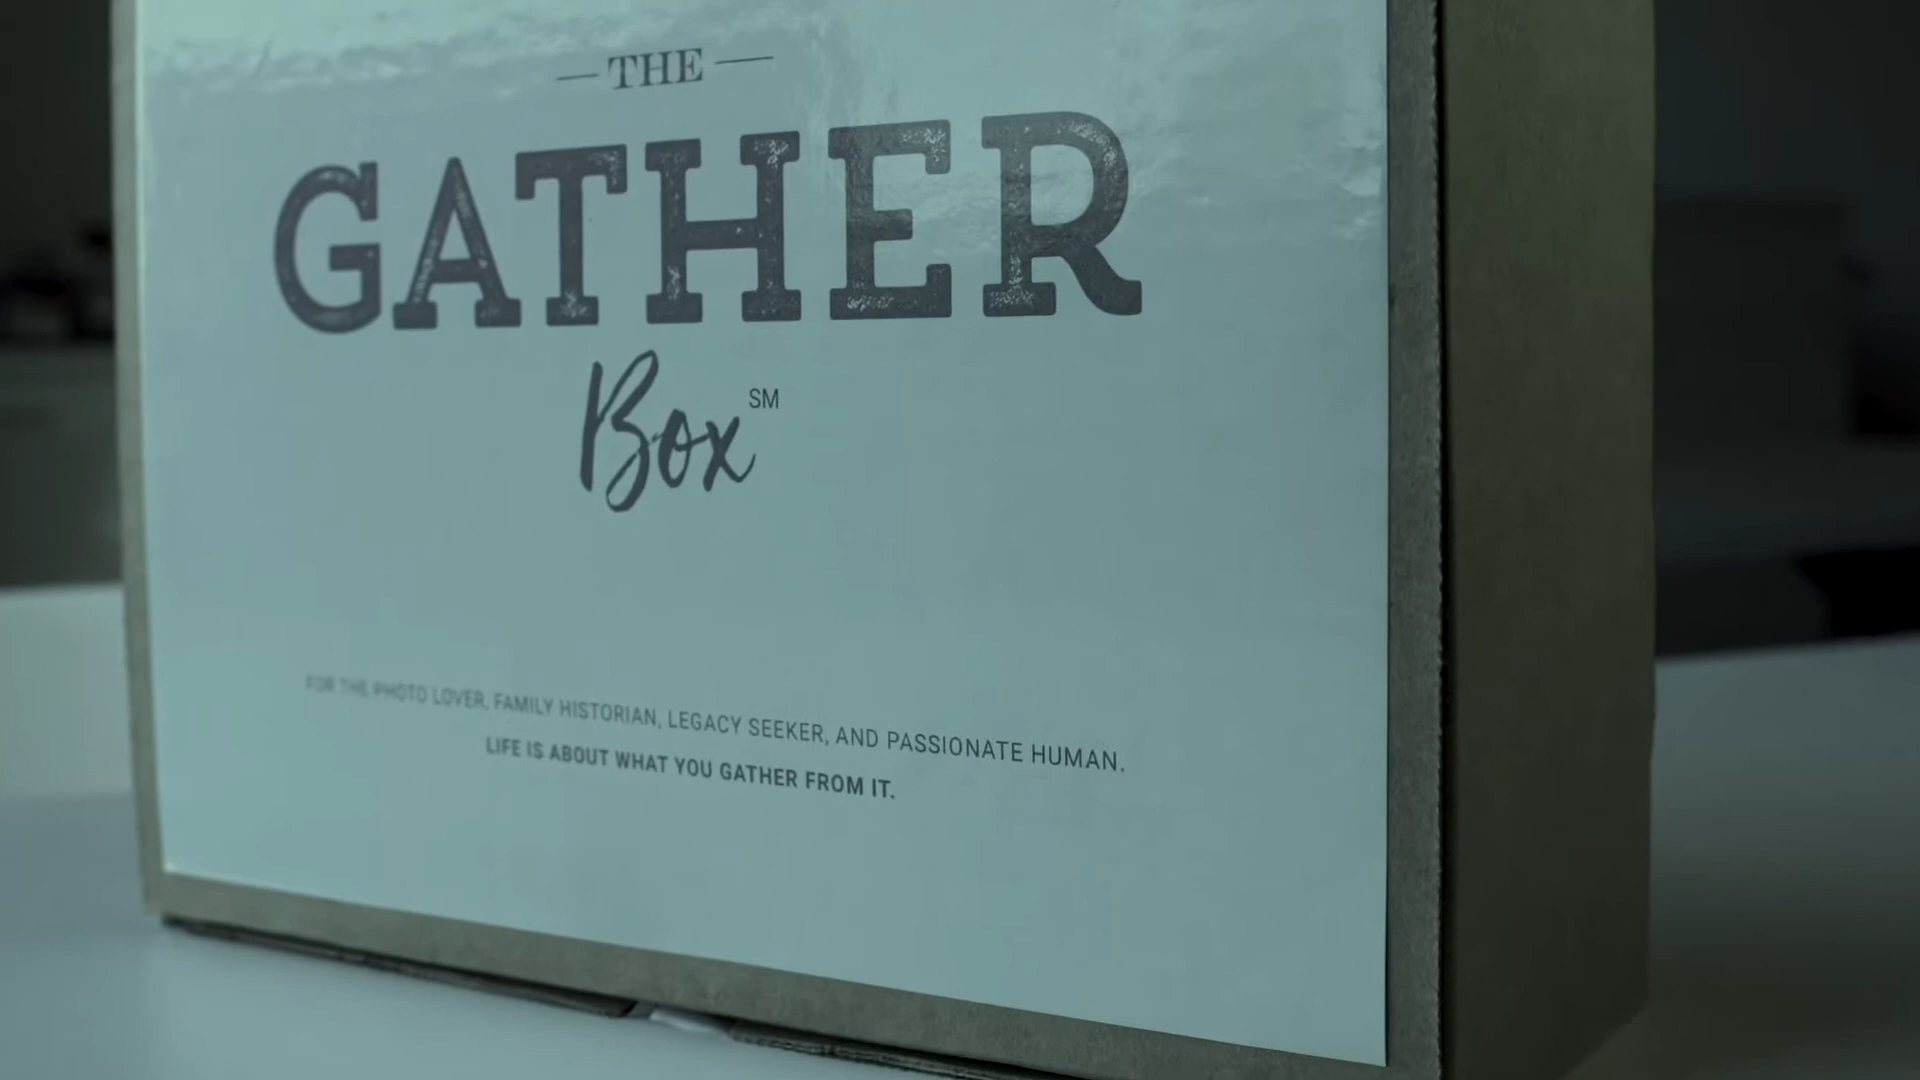 THE
GATHER
Box SM
FOR THE PHOTO LOVER, FAMILY HISTORIAN, LEGACY SEEKER, AND PASSIONATE HUMAN.
LIFE IS ABOUT WHAT YOU GATHER FROM IT.